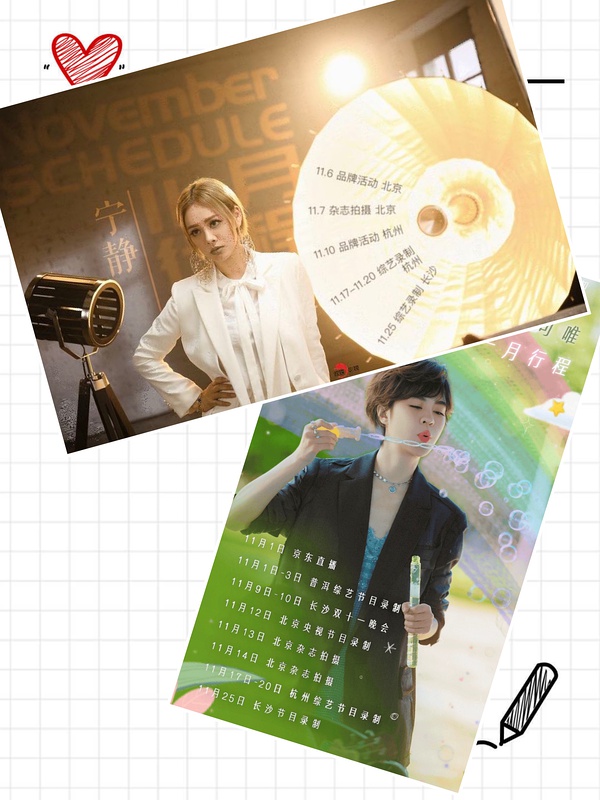 November
SCHEDULE
宁静
11.6 品牌活动 北京
11.7 杂志拍摄 北京
11.10 品牌活动 杭州
11.17-11.20 综艺录制
杭州
11.25 综艺录制 长沙
唯
月行程
11月1日 京东直播
11月1日-3日 普洱综艺节目录制
11月9日-10日 长沙双十一晚会
11月12日 北京央视节目录制
11月13日 北京杂志拍摄
11月14日 北京杂志拍摄
11月17日-20日 杭州综艺节目录制
11月25日 长沙节目录制